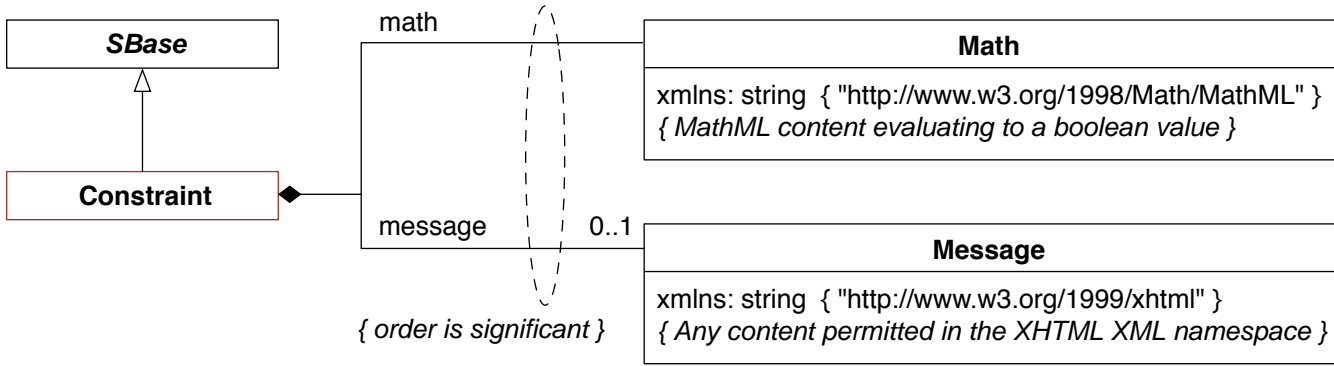 SBase
Constraint
math
message
0..1
{ order is significant }
Math
xmlns: string { "http://www.w3.org/1998/Math/MathML" }
{ MathML content evaluating to a boolean value }
Message
xmlns: string { "http://www.w3.org/1999/xhtml" }
{ Any content permitted in the XHTML XML namespace }